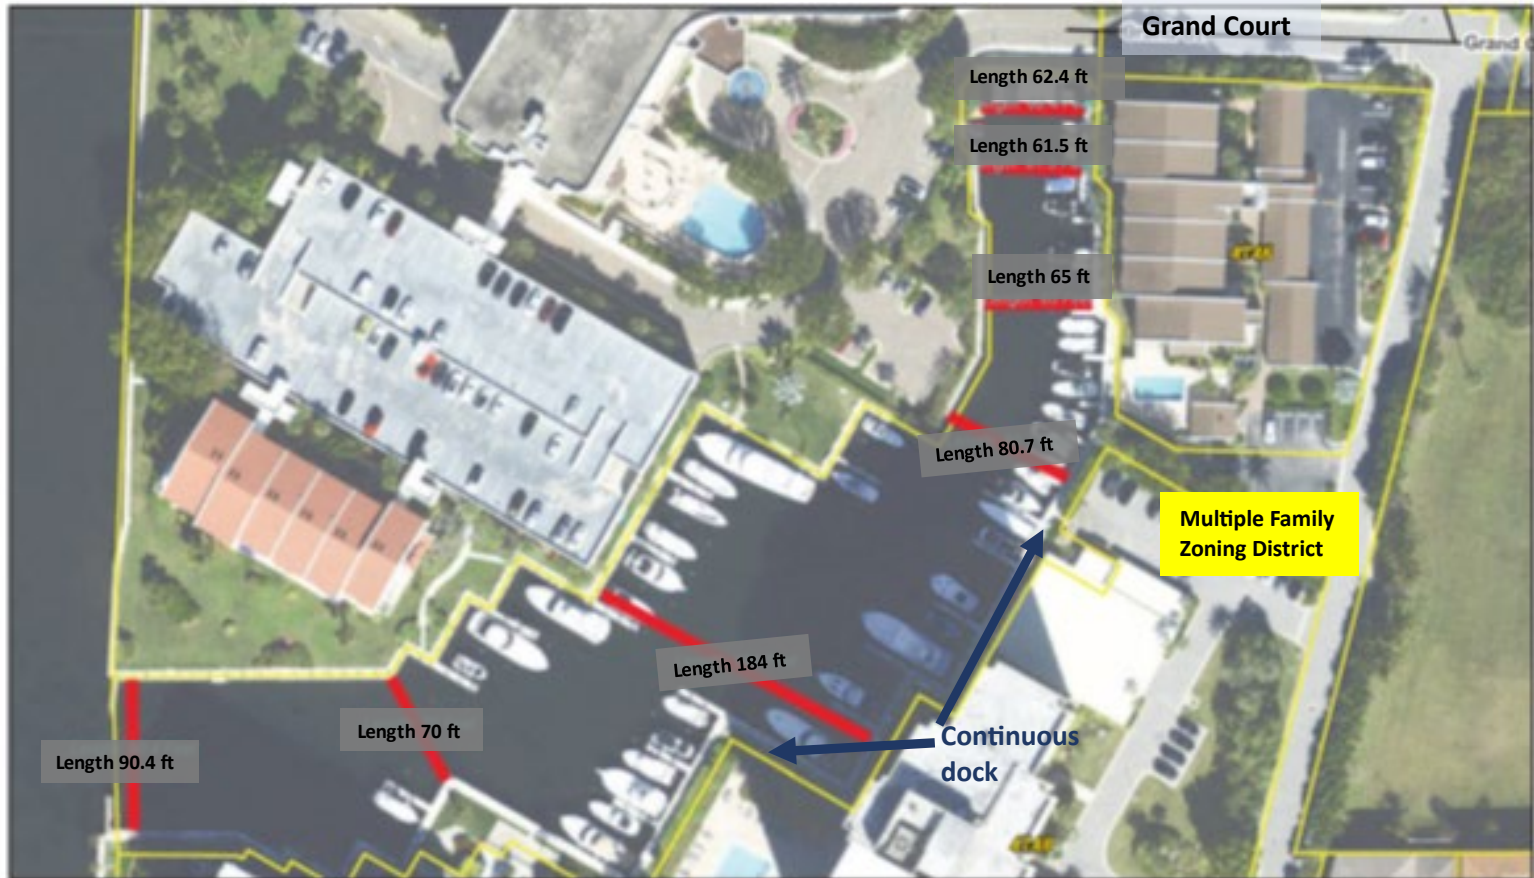 Grand Court
Grand
Length 62.4 ft
Length 61.5 ft
Length 65 ft
Length 80.7 ft
Multiple Family
Zoning District
Length 184 ft
Length 70 ft
Length 90.4 ft
Continuous
dock